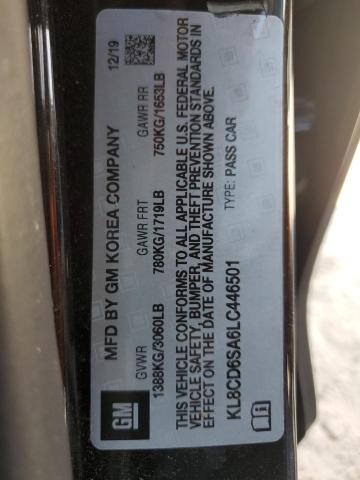 MFD BY GM KOREA COMPANY 12/19
GVWR GAWR FRT GAWR RR
1388KG/3060LB 780KG/1719LB 750KG/1653LB
THIS VEHICLE CONFORMS TO ALL APPLICABLE U.S. FEDERAL MOTOR
VEHICLE SAFETY, BUMPER, AND THEFT PREVENTION STANDARDS IN
EFFECT ON THE DATE OF MANUFACTURE SHOWN ABOVE.
KL8CD6SA6LC446501 TYPE: PASS CAR
GM